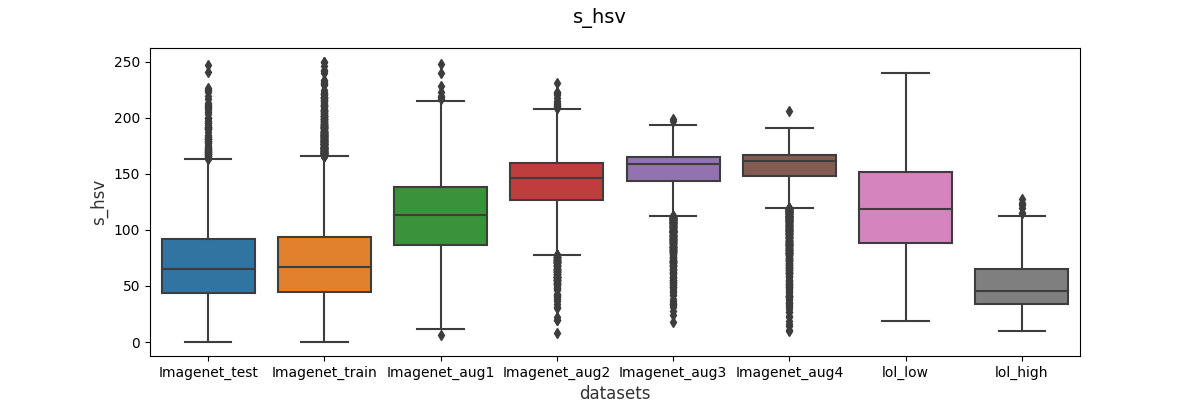 s_hsv
s_hsv
250
200
150
100
50
0
Imagenet_test Imagenet_train Imagenet_aug1 Imagenet_aug2 Imagenet_aug3 Imagenet_aug4 lol_low lol_high
datasets